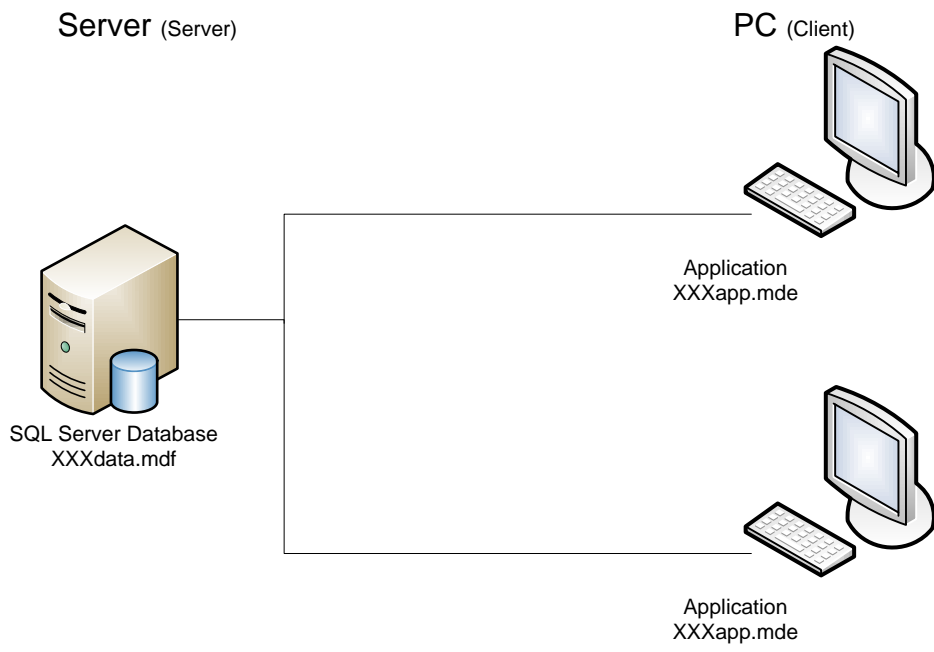 Server (Server)
PC (Client)
Application
XXXapp.mde
SQL Server Database
XXXdata.mdf
Application
XXXapp.mde